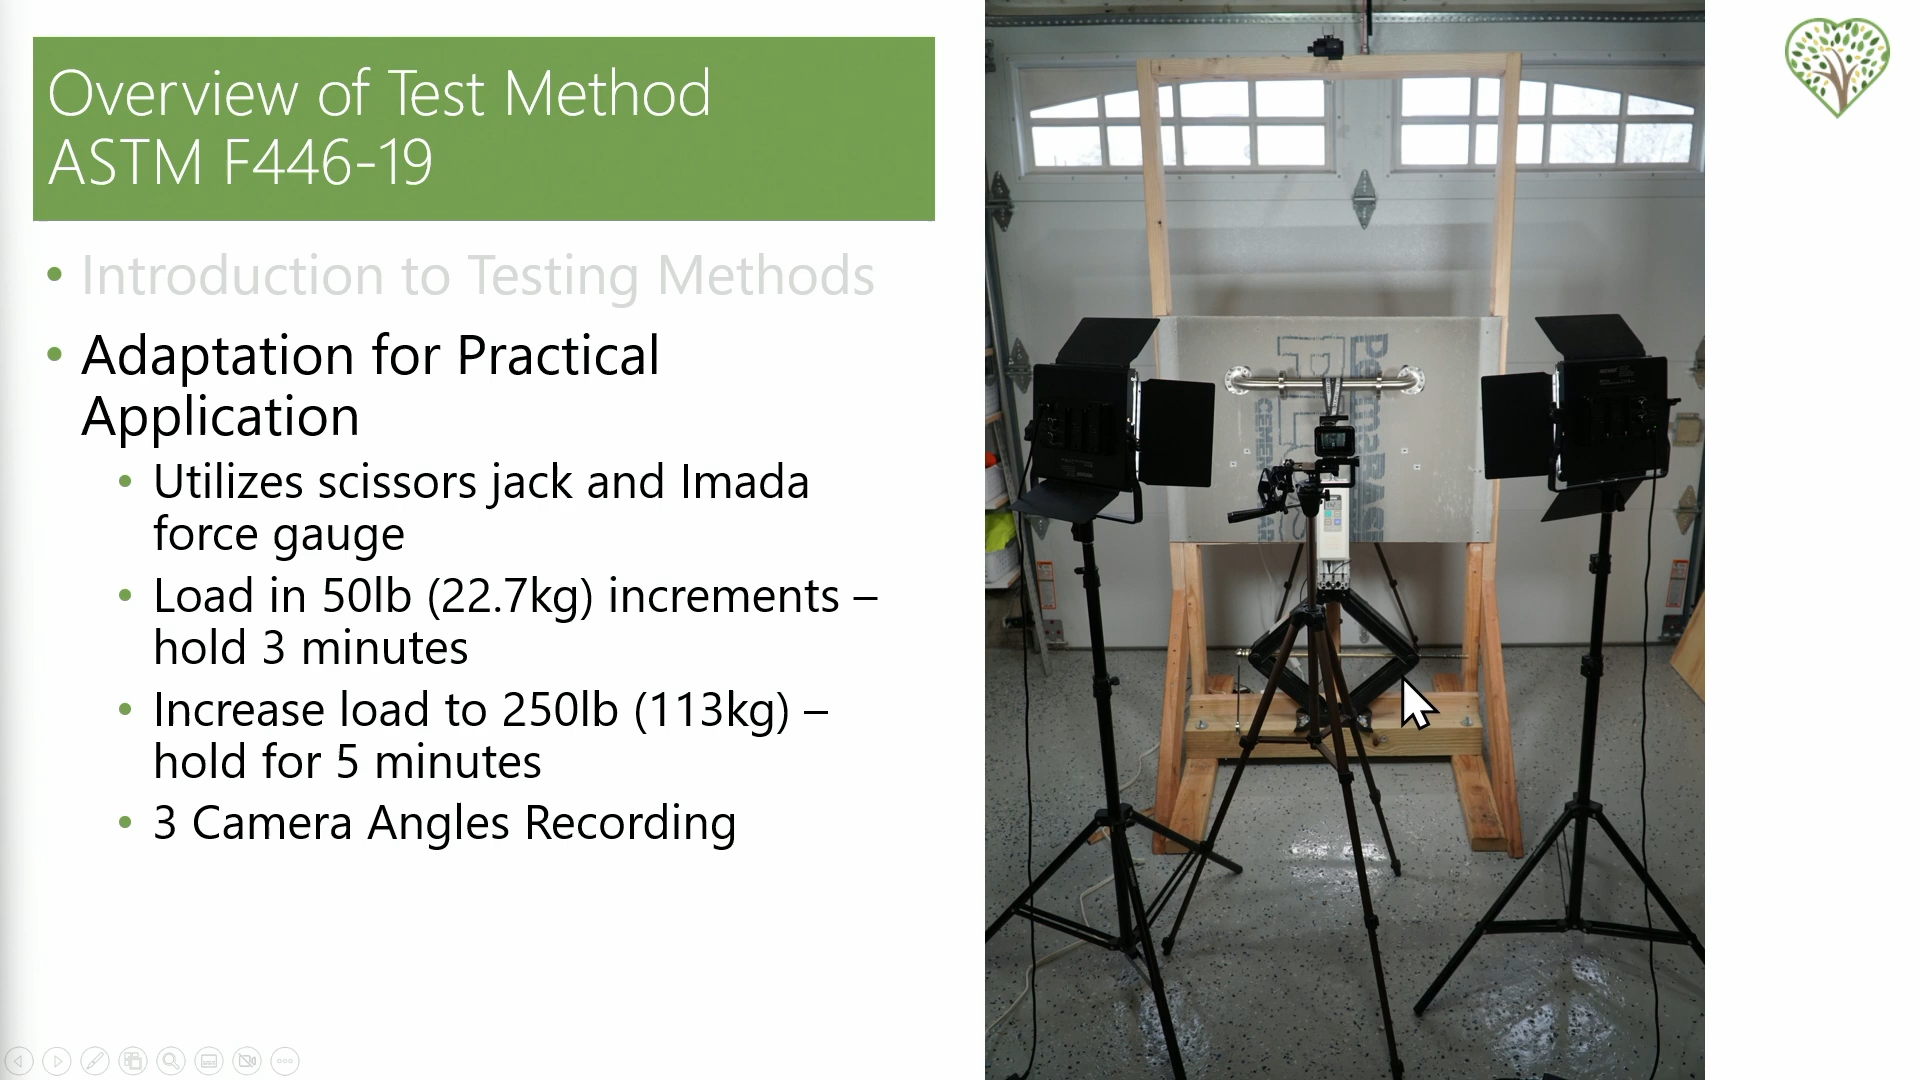 Overview of Test Method
ASTM F446-19
• Introduction to Testing Methods
• Adaptation for Practical
Application
• Utilizes scissors jack and Imada
force gauge
• Load in 50lb (22.7kg) increments –
hold 3 minutes
• Increase load to 250lb (113kg) –
hold for 5 minutes
• 3 Camera Angles Recording
PermaBASE